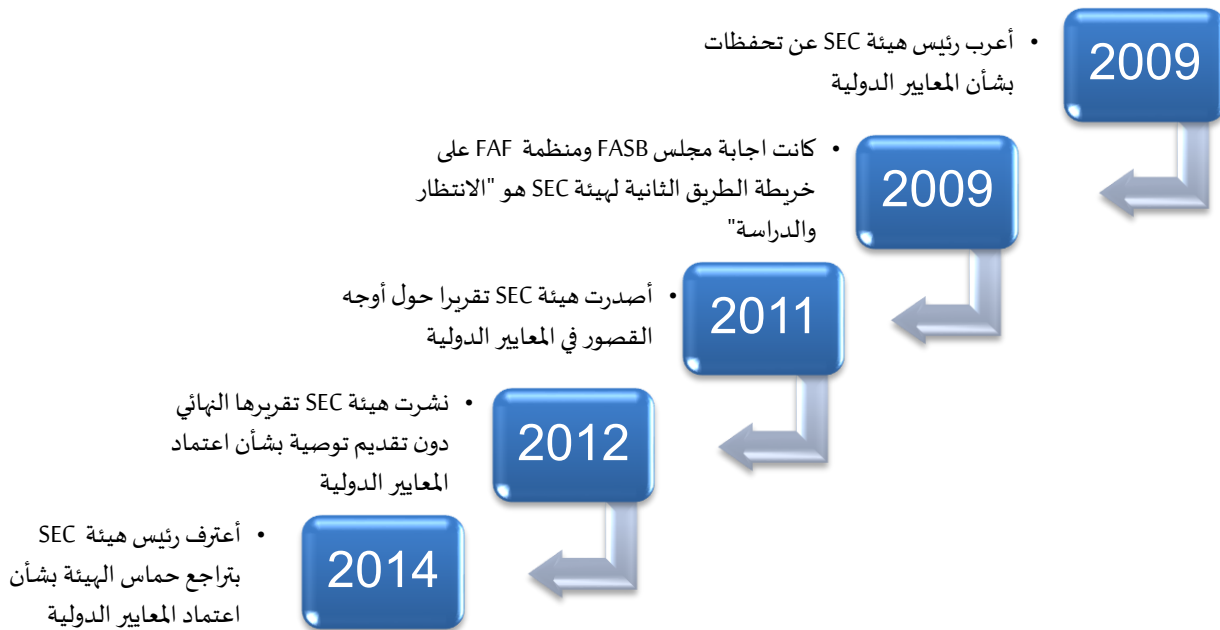 2009
• أعرب رئيس هيئة SEC عن تحفظات
بشأن المعايير الدولية
2009
• كانت اجابة مجلس FASB ومنظمة FAF على
خريطة الطريق الثانية لهيئة SEC هو "الانتظار
والدراسة"
2011
• أصدرت هيئة SEC تقريرا حول أوجه
القصور في المعايير الدولية
2012
• نشرت هيئة SEC تقريرها النهائي
دون تقديم توصية بشأن اعتماد
المعايير الدولية
2014
• أعترف رئيس هيئة SEC
بتراجع حماس الهيئة بشأن
اعتماد المعايير الدولية